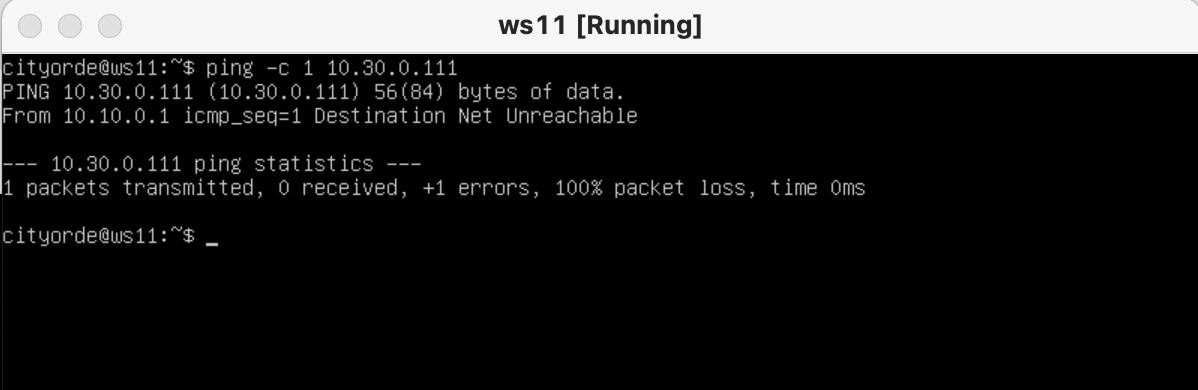 ws11 [Running]
cityorde@ws11:~$ ping -c 1 10.30.0.111
PING 10.30.0.111 (10.30.0.111) 56(84) bytes of data.
From 10.10.0.1 icmp_seq=1 Destination Net Unreachable
--- 10.30.0.111 ping statistics ---
1 packets transmitted, 0 received, +1 errors, 100% packet loss, time 0ms
cityorde@ws11:~$ _